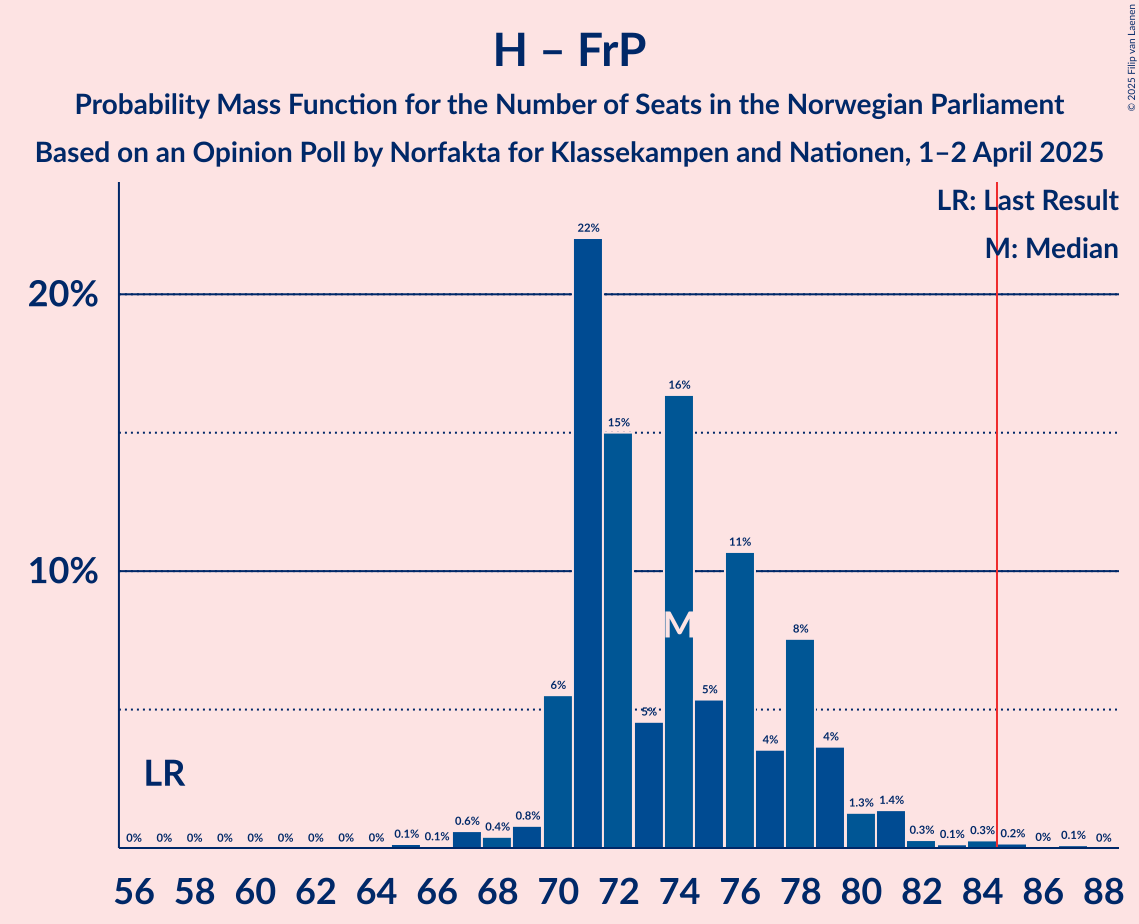 H – FrP
Probability Mass Function for the Number of Seats in the Norwegian Parliament
Based on an Opinion Poll by Norfakta for Klassekampen and Nationen, 1–2 April 2025
© 2025 Filip van Laenen
LR: Last Result
M: Median
20%
10%
22%
15%
16%
11%
8%
6%
5%
5%
4%
4%
M
LR
0% 0% 0% 0% 0% 0% 0% 0% 0% 0.1% 0.1% 0.6% 0.4% 0.8% 1.3% 1.4% 0.3% 0.1% 0.3% 0.2% 0% 0.1% 0%
56 58 60 62 64 66 68 70 72 74 76 78 80 82 84 86 88